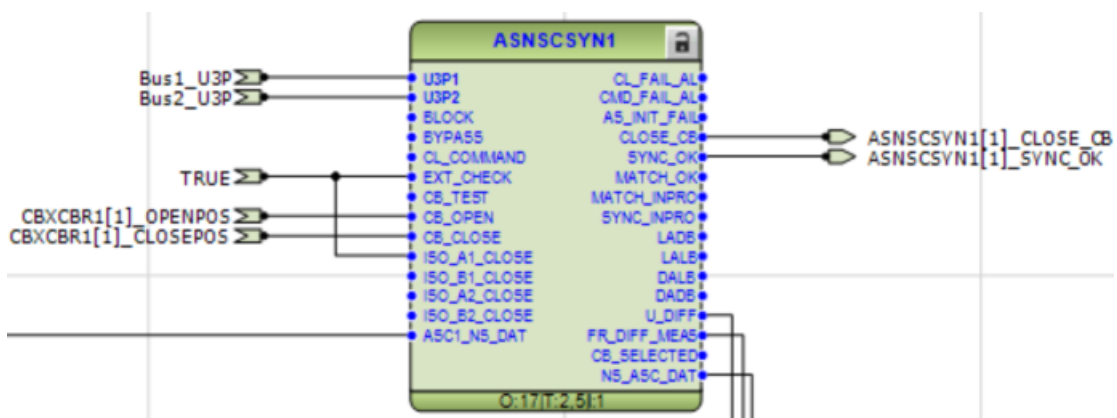 ASNSCSYN1
Bus1_U3P
Bus2_U3P
TRUE
CBXCBR1[1]_OPENPOS
CBXCBR1[1]_CLOSEPOS
U3P1
U3P2
BLOCK
BYPASS
CL_COMMAND
EXT_CHECK
CB_TEST
CB_OPEN
CB_CLOSE
ISO_A1_CLOSE
ISO_B1_CLOSE
ISO_A2_CLOSE
ISO_B2_CLOSE
ASC1_NS_DAT
CL_FAIL_AL
CMD_FAIL_AL
AS_INIT_FAIL
CLOSE_CB
SYNC_OK
MATCH_OK
MATCH_INPRO
SYNC_INPRO
LADB
LALB
DALB
DADB
U_DIFF
FR_DIFF_MEAS
CB_SELECTED
NS_ASC_DAT
ASNSCSYN1[1]_CLOSE_CB
ASNSCSYN1[1]_SYNC_OK
O:17|T:2,5|I:1